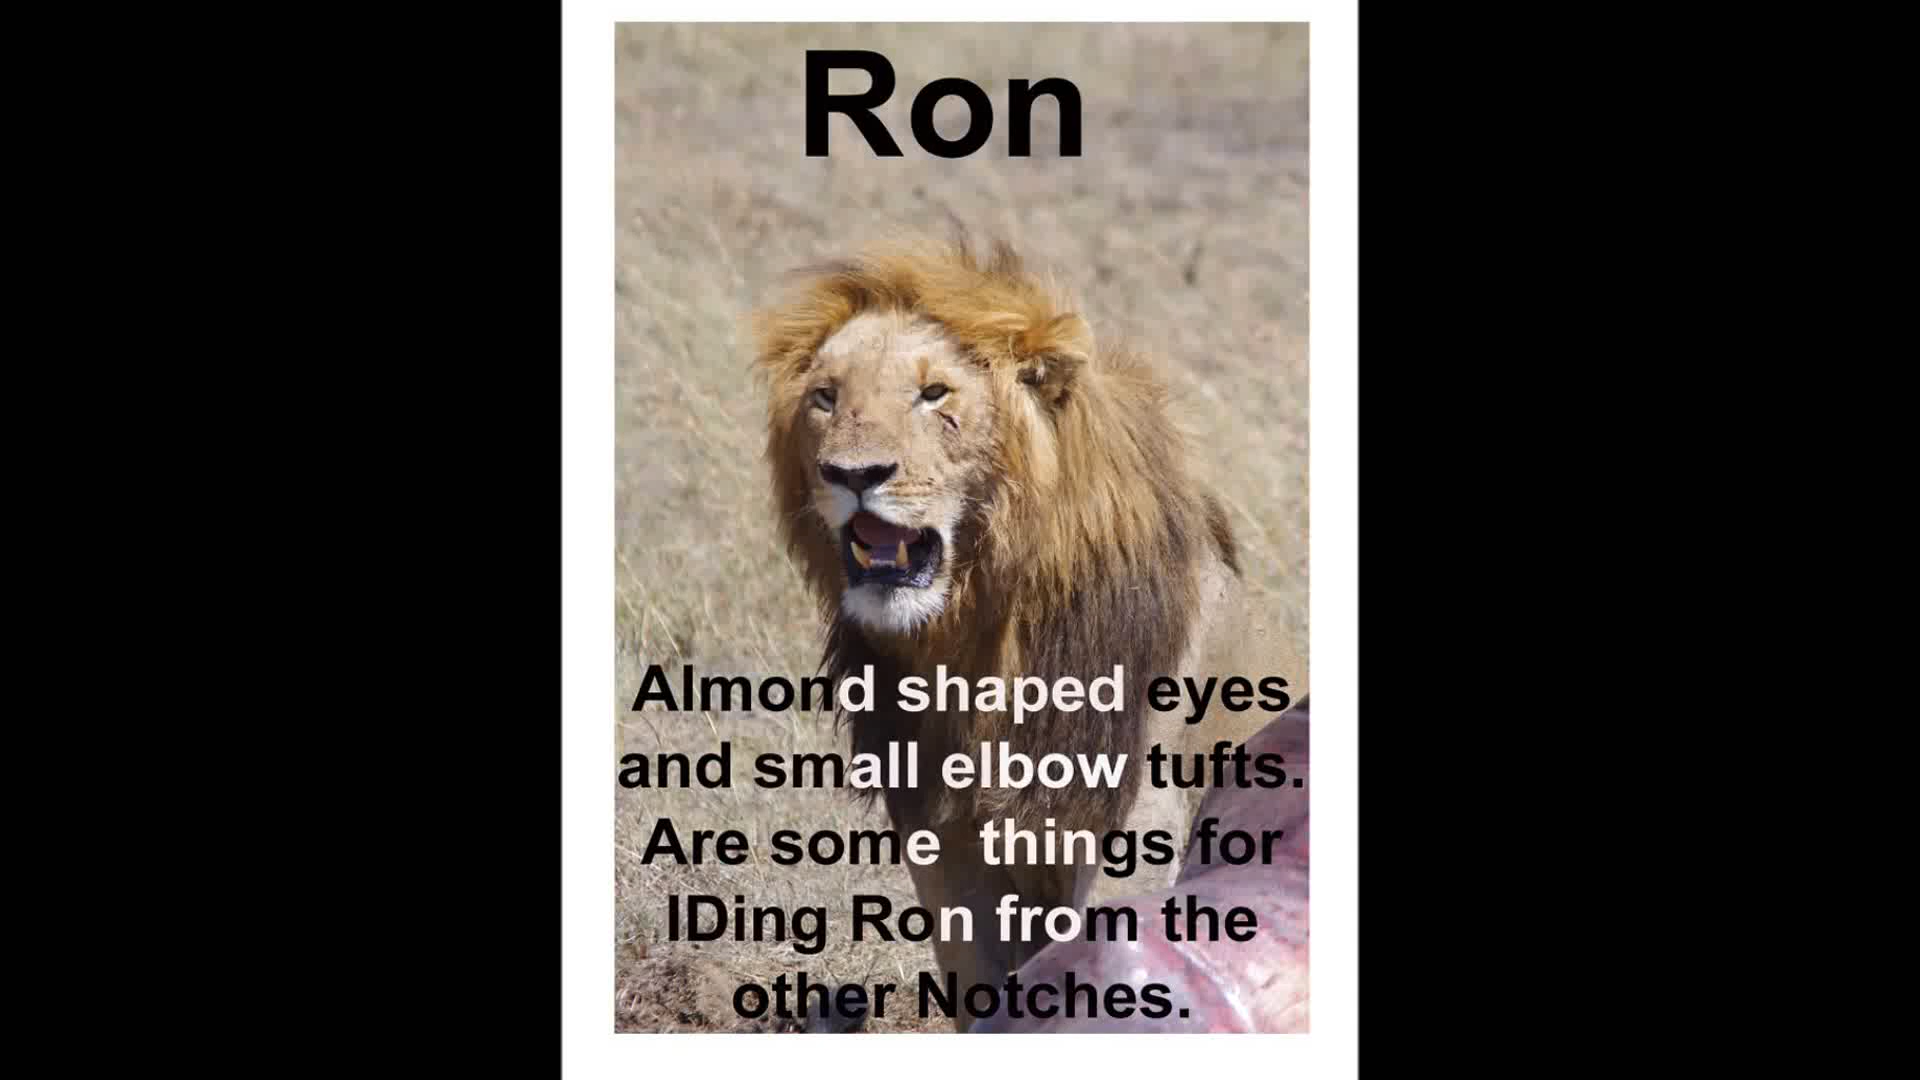 Ron
Almond shaped eyes
and small elbow tufts.
Are some things for
IDing Ron from the
other Notches.